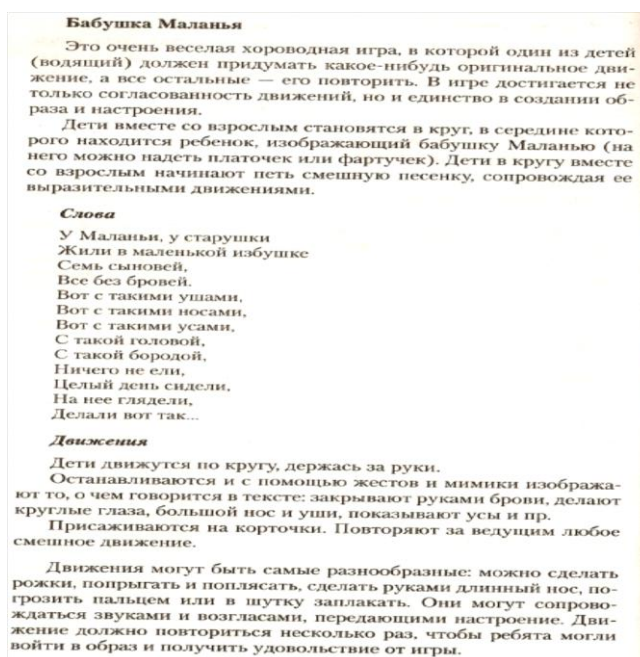 Бабушка Маланья
Это очень веселая хороводная игра, в которой один из детей
(водящий) должен придумать какое-нибудь оригинальное дви-
жение, а все остальные — его повторить. В игре достигается не
только согласованность движений, но и единство в создании об-
раза и настроения.
Дети вместе со взрослым становятся в круг, в середине кото-
рого находится ребенок, изображающий бабушку Маланью (на
него можно надеть платочек или фартучек). Дети в кругу вместе
со взрослым начинают петь смешную песенку, сопровождая ее
выразительными движениями.
Слова
У Маланьи, у старушки
Жили в маленькой избушке
Семь сыновей,
Все без бровей.
Вот с такими ушами,
Вот с такими носами,
Вот с такими усами,
С такой головой,
С такой бородой,
Ничего не ели,
Целый день сидели,
На нее глядели,
Делали вот так...
Движения
Дети движутся по кругу, держась за руки.
Останавливаются и с помощью жестов и мимики изобража-
ют то, о чем говорится в тексте: закрывают руками брови, делают
круглые глаза, большой нос и уши, показывают усы и пр.
Присаживаются на корточки. Повторяют за ведущим любое
смешное движение.
Движения могут быть самые разнообразные: можно сделать
рожки, попрыгать и поплясать, сделать руками длинный нос, по-
грозить пальцем или в шутку заплакать. Они могут сопрово-
ждаться звуками и возгласами, передающими настроение. Дви-
жение должно повториться несколько раз, чтобы ребята могли
войти в образ и получить удовольствие от игры.